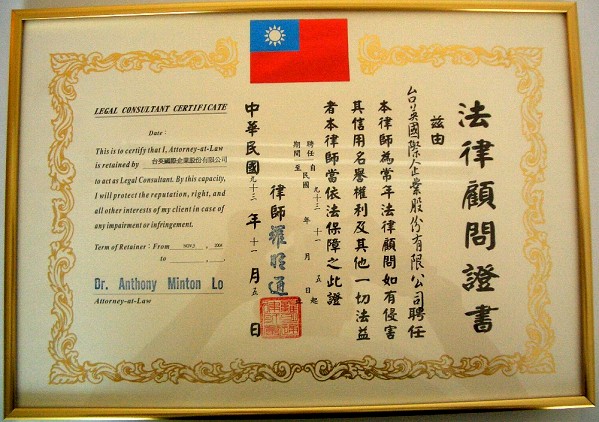 法律顧問證書
茲由
台英國際企業股份有限公司聘任
本律師為常年法律顧問如有侵害
其信用名譽權利及其他一切法益
者本律師當依法保障之此證
聘任自民國九十三年十一月五日起
期間至年月日止
律師羅明通
中華民國九十三年十一月五日
LEGAL CONSULTANT CERTIFICATE
Date:
This is to certify that I, Attorney-at-Law
is retained by 台英國際企業股份有限公司
to act as Legal Consultant. By this capacity,
I will protect the reputation, right, and
all other interests of my client in case of
any impairment or infringement.
Term of Retainer: From NOV,5 , 2004
to , .
Dr. Anthony Minton Lo
Attorney-at-Law